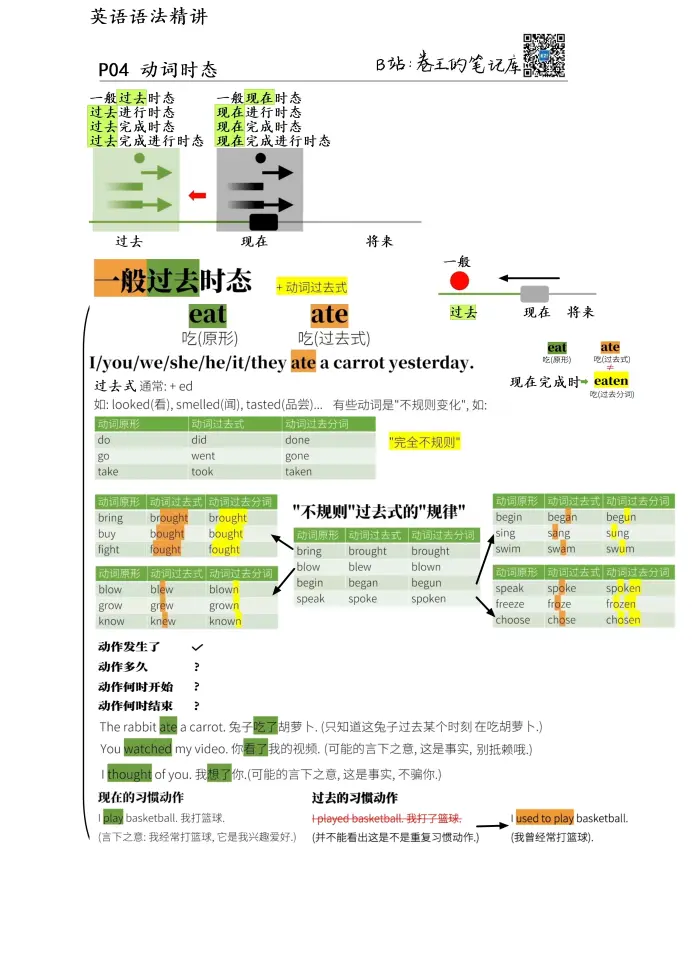 英语语法精讲
P04 动词时态
B站:卷王的笔记库
一般过去时态
过去进行时态
过去完成时态
过去完成进行时态
一般现在时态
现在进行时态
现在完成时态
现在完成进行时态
过去 现在 将来
一般过去时态 + 动词过去式
一般
过去 现在 将来
eat ate
吃(原形) 吃(过去式)
I/you/we/she/he/it/they ate a carrot yesterday.
eat ate
吃(原形) 吃(过去式)
≠
现在完成时 eaten
吃(过去分词)
过去式 通常: + ed
如: looked(看), smelled(闻), tasted(品尝)... 有些动词是"不规则变化", 如:
动词原形 动词过去式 动词过去分词
do did done
go went gone
take took taken
"完全不规则"
动词原形 动词过去式 动词过去分词
bring brought brought
buy bought bought
fight fought fought
动词原形 动词过去式 动词过去分词
blow blew blown
grow grew grown
know knew known
"不规则"过去式的"规律"
动词原形 动词过去式 动词过去分词
bring brought brought
blow blew blown
begin began begun
speak spoke spoken
动词原形 动词过去式 动词过去分词
begin began begun
sing sang sung
swim swam swum
动词原形 动词过去式 动词过去分词
speak spoke spoken
freeze froze frozen
choose chose chosen
动作发生了 ✓
动作多久 ?
动作何时开始 ?
动作何时结束 ?
The rabbit ate a carrot. 兔子吃了胡萝卜. (只知道这兔子过去某个时刻 在吃胡萝卜.)
You watched my video. 你看了我的视频. (可能的言下之意, 这是事实, 别抵赖哦.)
I thought of you. 我想了你.(可能的言下之意, 这是事实, 不骗你.)
现在的习惯动作
I play basketball. 我打篮球.
(言下之意: 我经常打篮球, 它是我兴趣爱好.)
过去的习惯动作
I played basketball. 我打了篮球.
(并不能看出这是不是重复习惯动作.)
I used to play basketball.
(我曾经常打篮球).